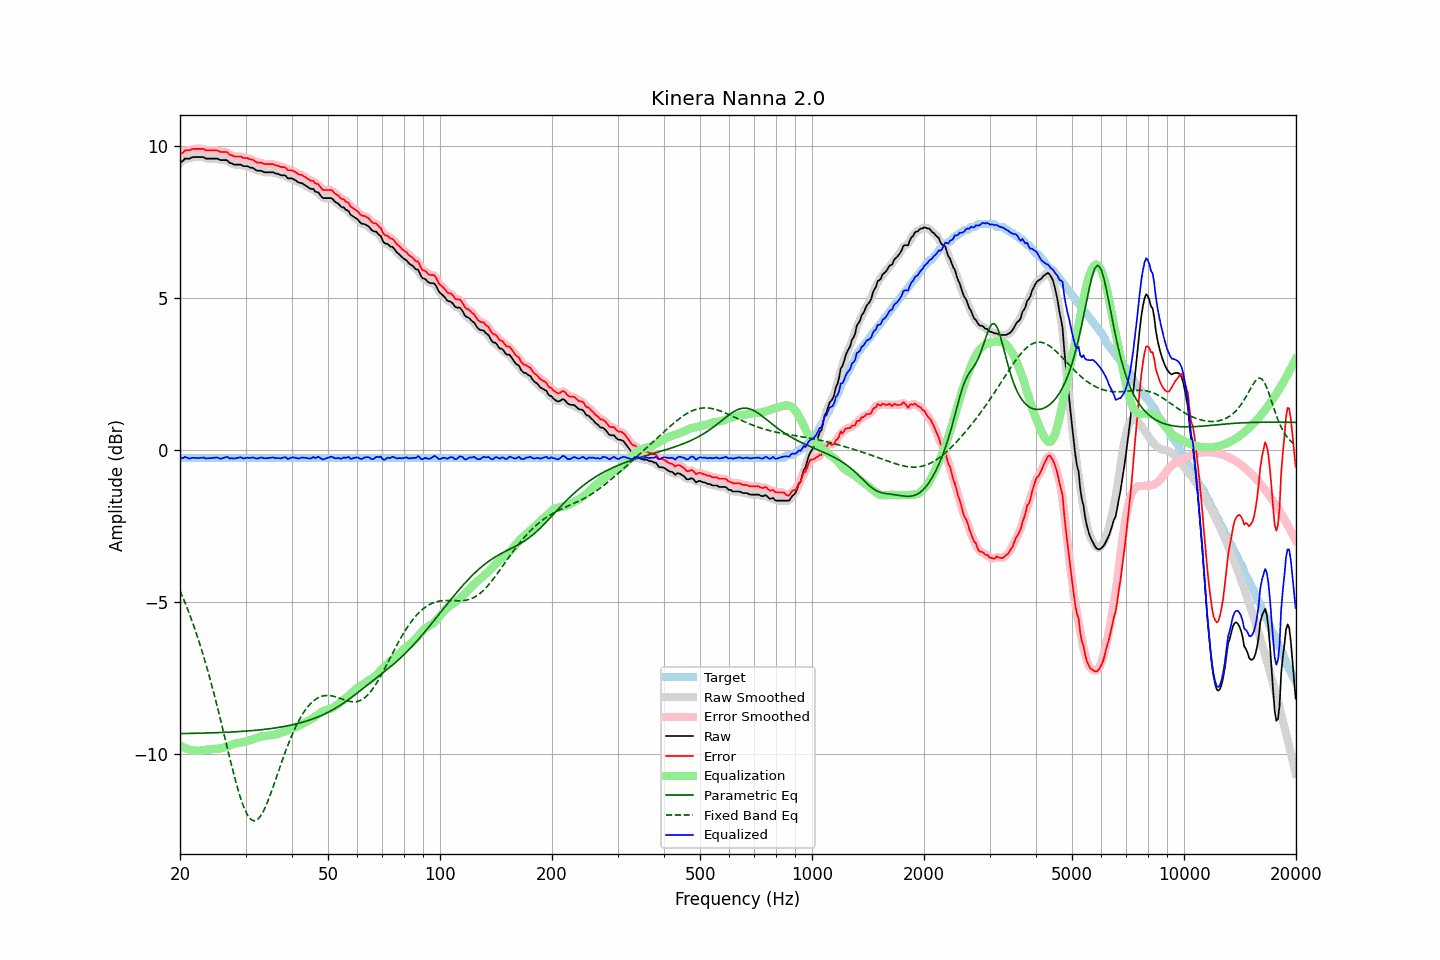 Kinera Nanna 2.0
Amplitude (dBr)
10
5
0
−5
−10
20
50
100
200
500
1000
2000
5000
10000
20000
Frequency (Hz)
Target
Raw Smoothed
Error Smoothed
Raw
Error
Equalization
Parametric Eq
Fixed Band Eq
Equalized